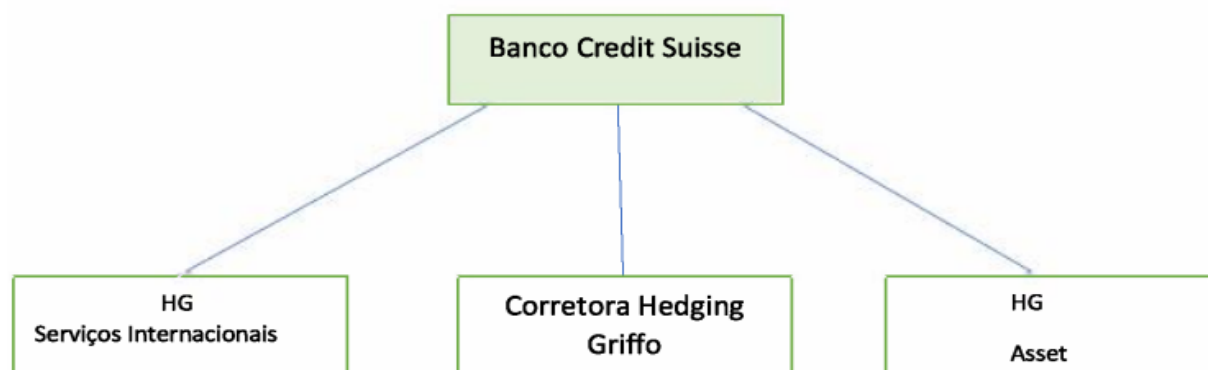 Banco Credit Suisse
HG
Serviços Internacionais
Corretora Hedging
Griffo
HG
Asset